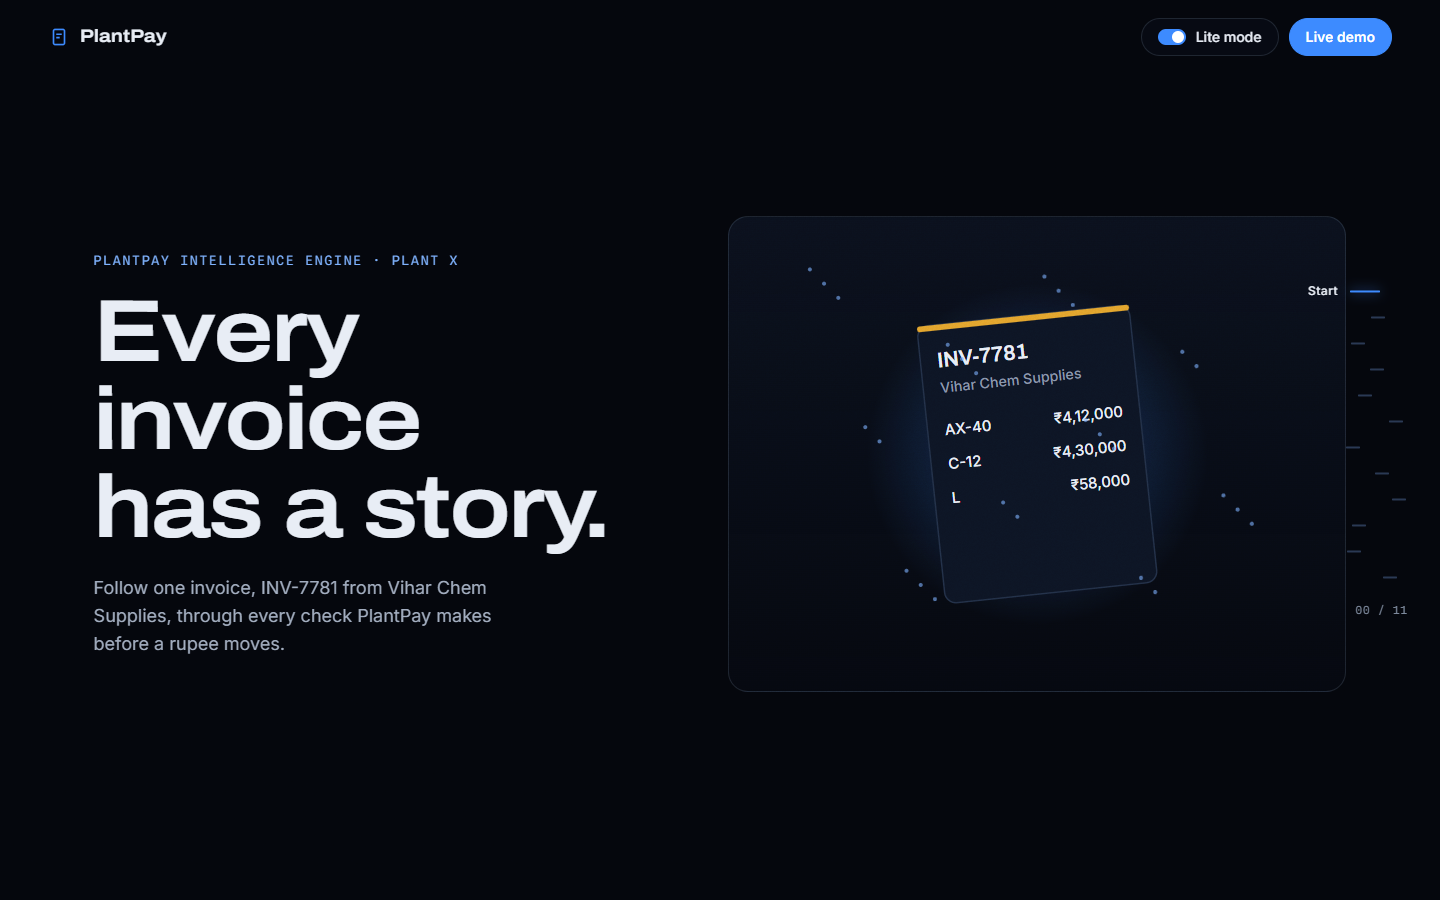 PlantPay
Lite mode
Live demo
PLANTPAY INTELLIGENCE ENGINE · PLANT X
Every
invoice
has a story.
Follow one invoice, INV-7781 from Vihar Chem
Supplies, through every check PlantPay makes
before a rupee moves.
INV-7781
Vihar Chem Supplies
AX-40 ₹4,12,000
C-12 ₹4,30,000
L ₹58,000
Start
00 / 11